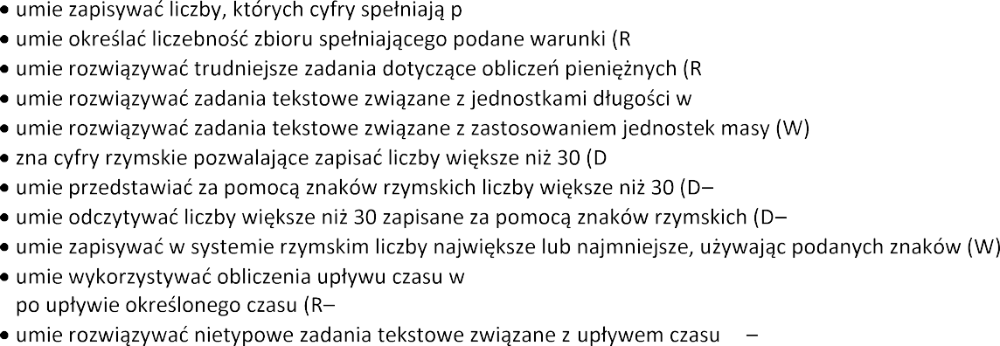 • umie zapisywać liczby, których cyfry spełniają p
• umie określać liczebność zbioru spełniającego podane warunki (R
• umie rozwiązywać trudniejsze zadania dotyczące obliczeń pieniężnych (R
• umie rozwiązywać zadania tekstowe związane z jednostkami długości w
• umie rozwiązywać zadania tekstowe związane z zastosowaniem jednostek masy (W)
• zna cyfry rzymskie pozwalające zapisać liczby większe niż 30 (D
• umie przedstawiać za pomocą znaków rzymskich liczby większe niż 30 (D–
• umie odczytywać liczby większe niż 30 zapisane za pomocą znaków rzymskich (D–
• umie zapisywać w systemie rzymskim liczby największe lub najmniejsze, używając podanych znaków (W)
• umie wykorzystywać obliczenia upływu czasu w
po upływie określonego czasu (R–
• umie rozwiązywać nietypowe zadania tekstowe związane z upływem czasu –